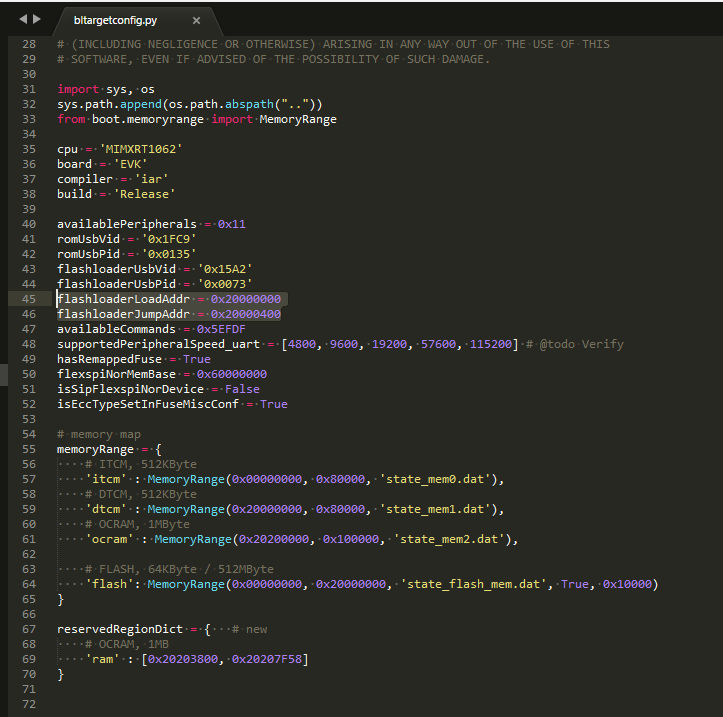 bltargetconfig.py ×
28 # (INCLUDING NEGLIGENCE OR OTHERWISE) ARISING IN ANY WAY OUT OF THE USE OF THIS
29 # SOFTWARE, EVEN IF ADVISED OF THE POSSIBILITY OF SUCH DAMAGE.
30
31 import sys, os
32 sys.path.append(os.path.abspath(".."))
33 from boot.memoryrange import MemoryRange
34
35 cpu = 'MIMXRT1062'
36 board = 'EVK'
37 compiler = 'iar'
38 build = 'Release'
39
40 availablePeripherals = 0x11
41 romUsbVid = '0x1FC9'
42 romUsbPid = '0x0135'
43 flashloaderUsbVid = '0x15A2'
44 flashloaderUsbPid = '0x0073'
45 flashloaderLoadAddr = 0x20000000
46 flashloaderJumpAddr = 0x20000400
47 availableCommands = 0x5EFDF
48 supportedPeripheralSpeed_uart = [4800, 9600, 19200, 57600, 115200] # @todo Verify
49 hasRemappedFuse = True
50 flexspiNorMemBase = 0x60000000
51 isSipFlexspiNorDevice = False
52 isEccTypeSetInFuseMiscConf = True
53
54 # memory map
55 memoryRange = {
56 ····# ITCM, 512KByte
57 ····'itcm' : MemoryRange(0x00000000, 0x80000, 'state_mem0.dat'),
58 ····# DTCM, 512KByte
59 ····'dtcm' : MemoryRange(0x20000000, 0x80000, 'state_mem1.dat'),
60 ····# OCRAM, 1MByte
61 ····'ocram' : MemoryRange(0x20200000, 0x100000, 'state_mem2.dat'),
62
63 ····# FLASH, 64KByte / 512MByte
64 ····'flash': MemoryRange(0x00000000, 0x20000000, 'state_flash_mem.dat', True, 0x10000)
65 }
66
67 reservedRegionDict = {···# new
68 ····# OCRAM, 1MB
69 ····'ram' : [0x20203800, 0x20207F58]
70 }
71
72